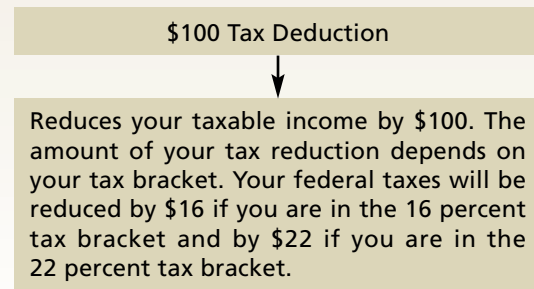 $100 Tax Deduction
Reduces your taxable income by $100. The
amount of your tax reduction depends on
your tax bracket. Your federal taxes will be
reduced by $16 if you are in the 16 percent
tax bracket and by $22 if you are in the
22 percent tax bracket.